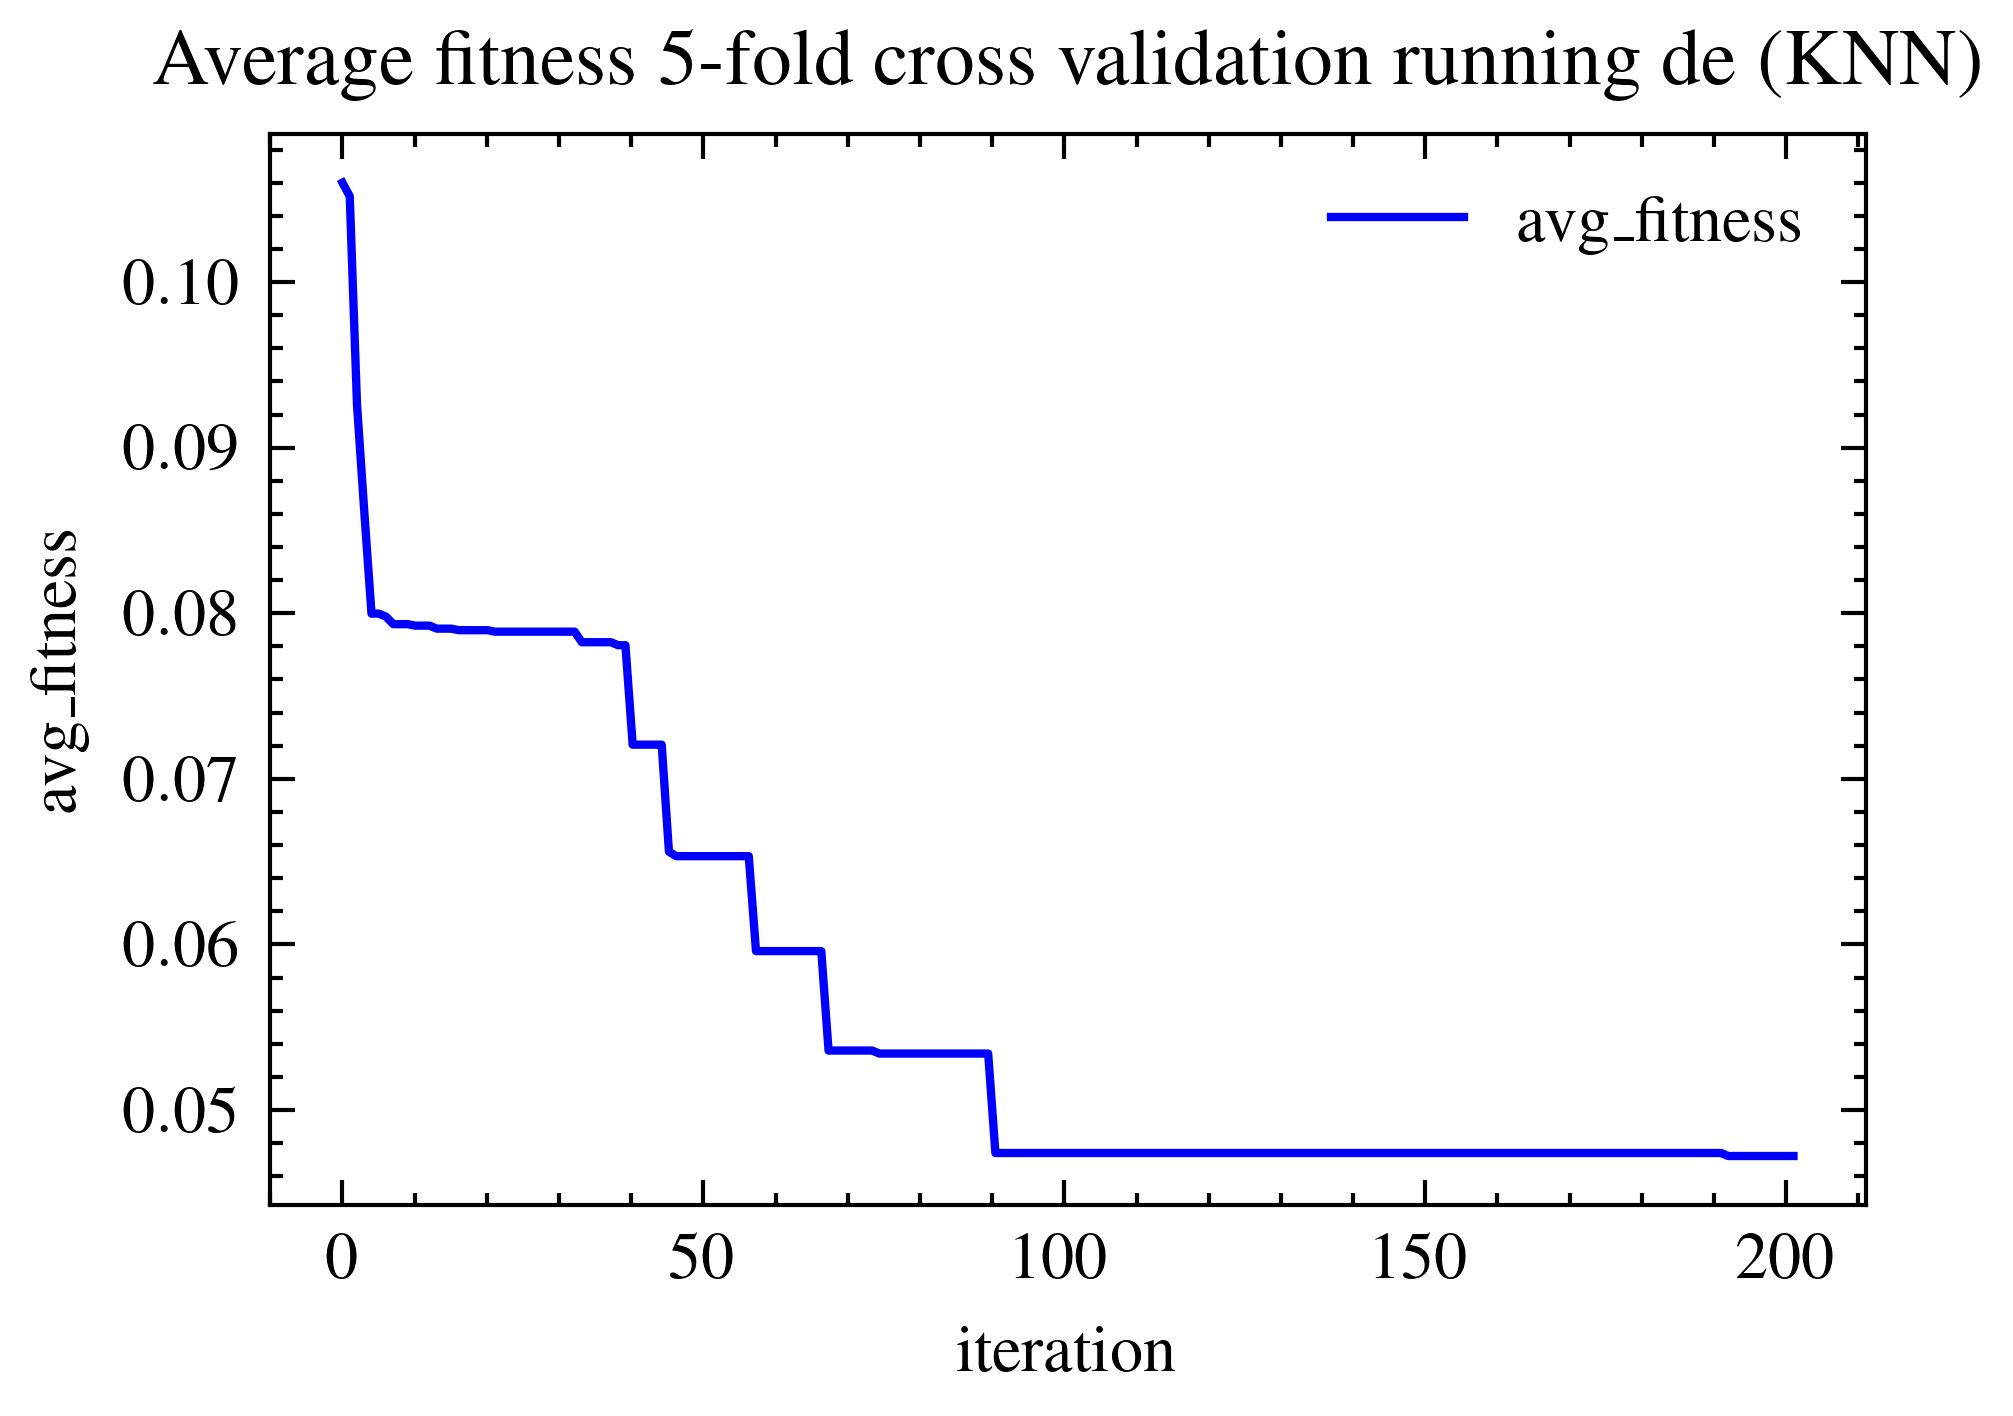 Average fitness 5-fold cross validation running de (KNN)
avg_fitness
0.10
0.09
0.08
0.07
0.06
0.05
avg_fitness
0 50 100 150 200
iteration